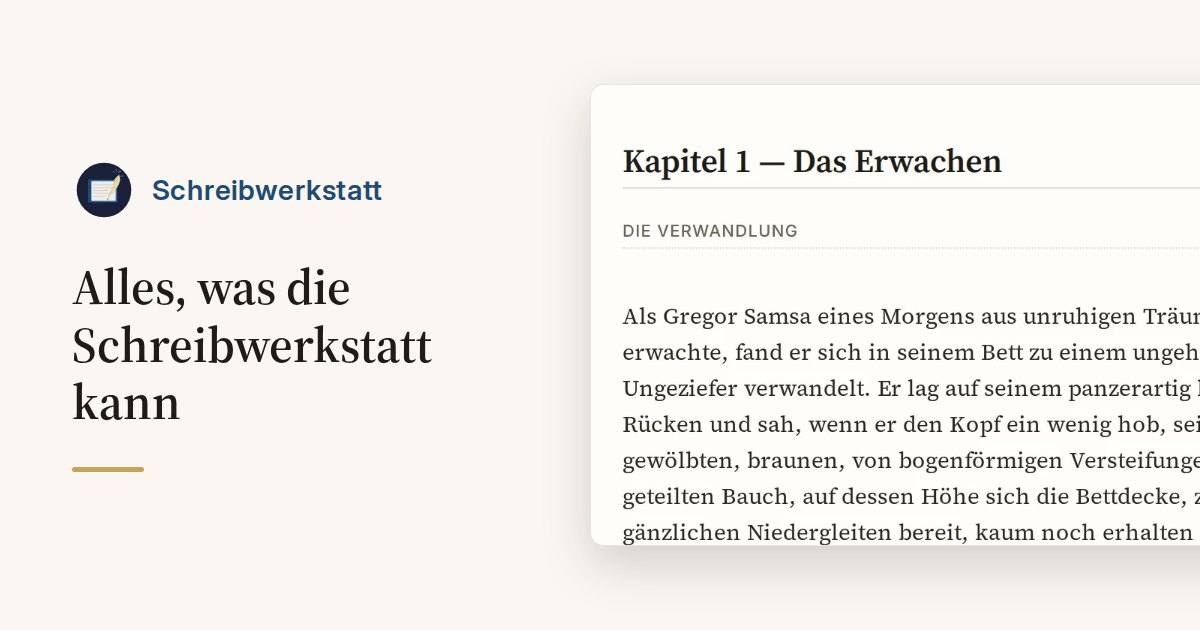 Schreibwerkstatt
Alles, was die
Schreibwerkstatt
kann
Kapitel 1 — Das Erwachen
DIE VERWANDLUNG
Als Gregor Samsa eines Morgens aus unruhigen
erwachte, fand er sich in seinem Bett zu einem
Ungeziefer verwandelt. Er lag auf seinem panzerartig
Rücken und sah, wenn er den Kopf ein wenig hob,
gewölbten, braunen, von bogenförmigen
geteilten Bauch, auf dessen Höhe sich die Bettdecke,
gänzlichen Niedergleiten bereit, kaum noch erhalten